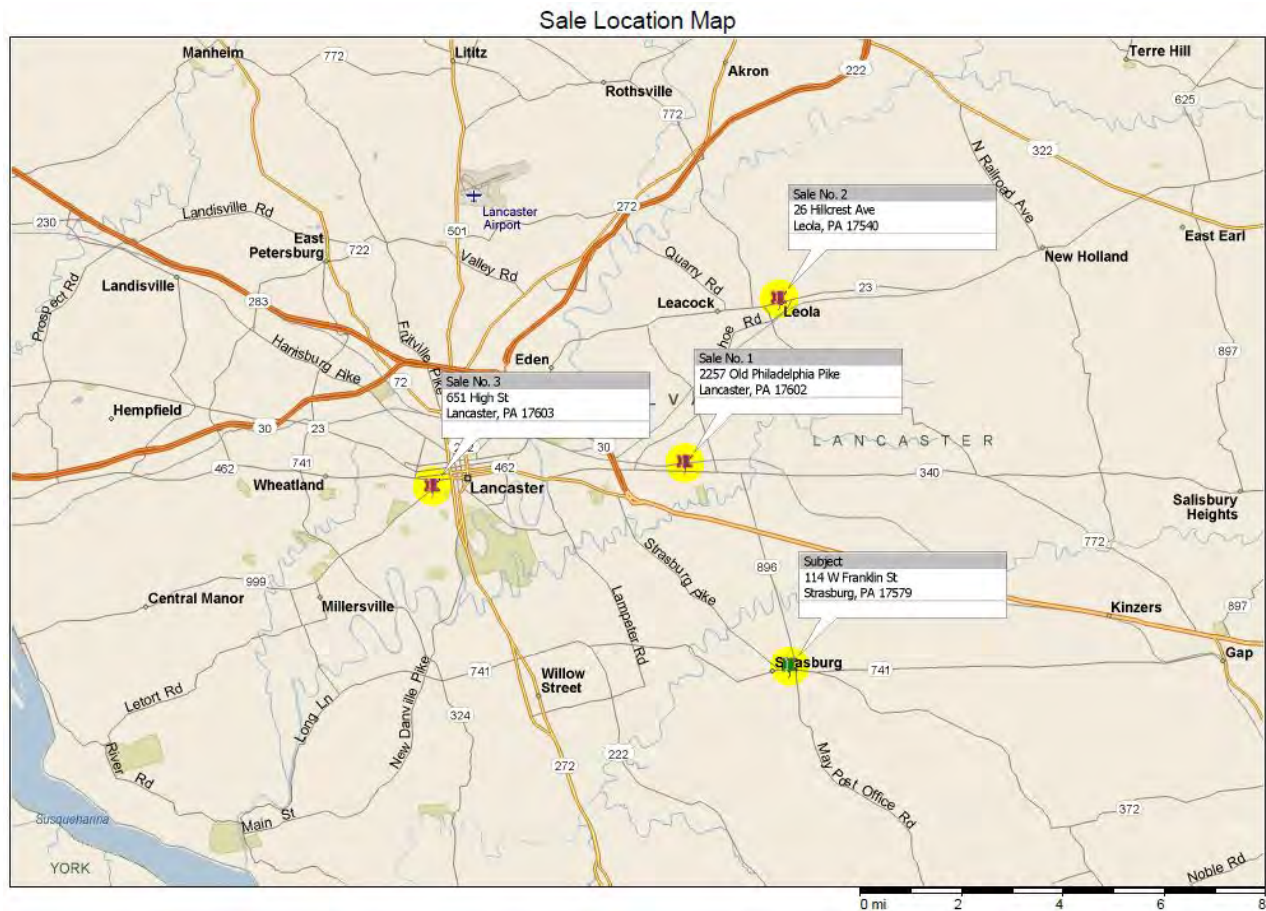 Sale Location Map
Manheim
772
Lititz
Akron
222
Terre Hill
Rothsville
625
772
322
N Railroad Ave
Sale No. 2
26 Hillcrest Ave
Leola, PA 17540
Lancaster
Airport
272
Landisville Rd
230
501
East
Petersburg
722
East Earl
New Holland
Valley Rd
Quarry Rd
Prospect Rd
Landisville
283
Leacock
23
Leola
hoe Rd
Fruitville Pike
Harrisburg Pike
Eden
897
72
Sale No. 1
2257 Old Philadelphia Pike
Lancaster, PA 17602
Sale No. 3
651 High St
Lancaster, PA 17603
V
Hempfield
30
23
30
LANCASTER
462
741
462
340
Wheatland
Lancaster
Salisbury
Heights
772
Strasburg Pike
896
Subject
114 W Franklin St
Strasburg, PA 17579
999
Central Manor
Millersville
Lampeter Rd
Kinzers
897
Gap
741
Strasburg
741
Willow
Street
Letort Rd
Long Ln
New Danville Pike
324
River Rd
222
272
May Post Office Rd
372
Main St
Susquehanna
YORK
Noble Rd
0 mi 2 4 6 8